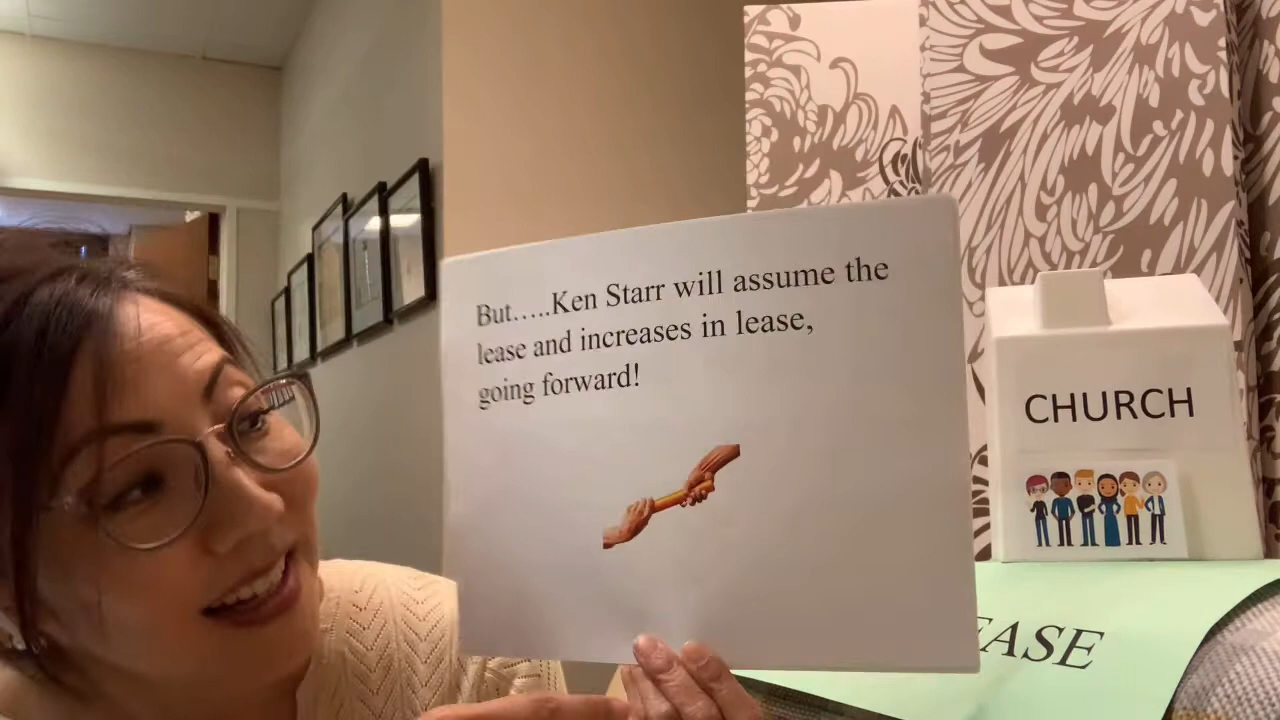 But.....Ken Starr will assume the
lease and increases in lease,
going forward!
CHURCH
EASE